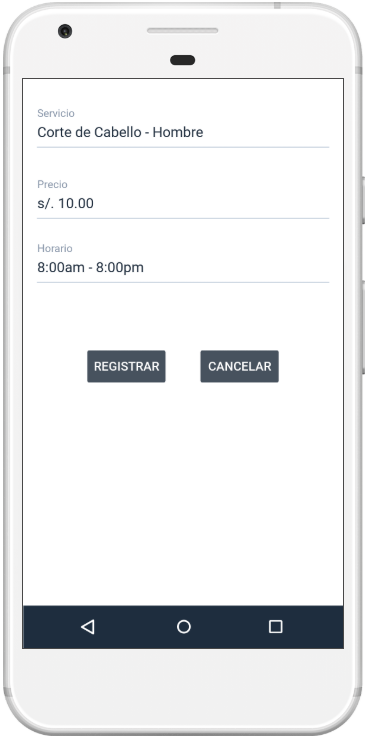 Servicio
Corte de Cabello - Hombre
Precio
s/. 10.00
Horario
8:00am - 8:00pm
REGISTRAR CANCELAR